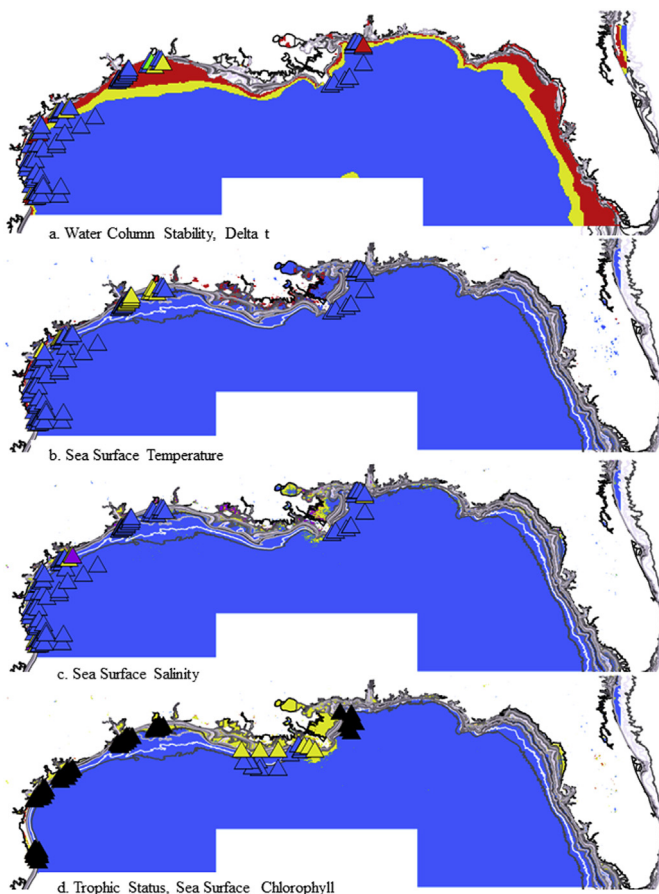 a. Water Column Stability, Delta t
b. Sea Surface Temperature
c. Sea Surface Salinity
d. Trophic Status, Sea Surface Chlorophyll